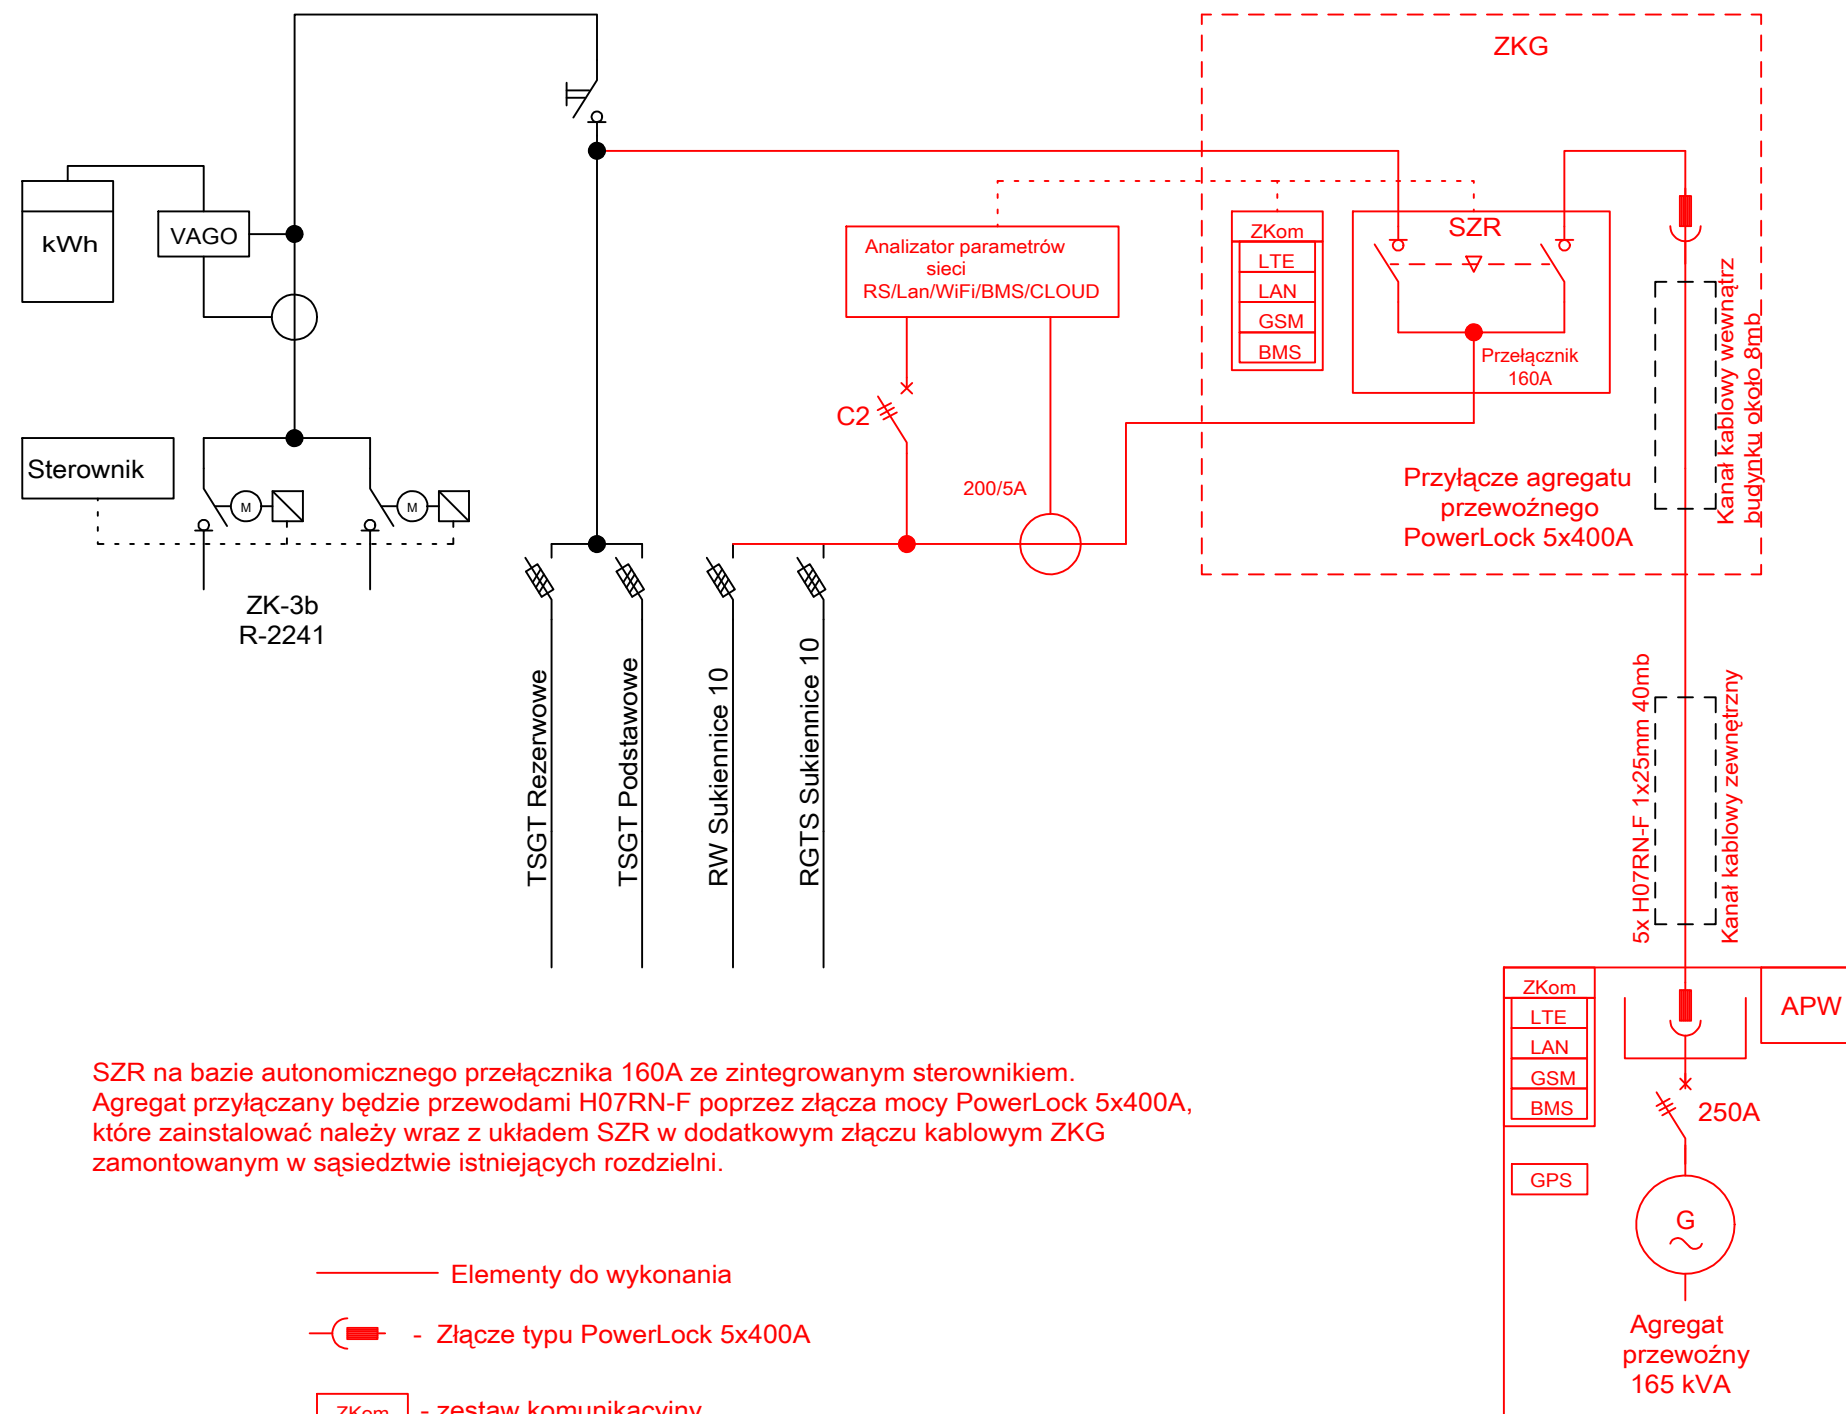 ZKG
kWh
VAGO
Sterownik
M
M
ZK-3b
R-2241
Analizator parametrów
sieci
RS/Lan/WiFi/BMS/CLOUD
C2
200/5A
ZKom
LTE
LAN
GSM
BMS
SZR
Przełącznik
160A
Przyłącze agregatu
przewoźnego
PowerLock 5x400A
Kanał kablowy wewnątrz
budynku około 8mb
TSGT Rezerwowe
TSGT Podstawowe
RW Sukiennice 10
RGTS Sukiennice 10
5x H07RN-F 1x25mm 40mb
Kanał kablowy zewnętrzny
ZKom
LTE
LAN
GSM
BMS
GPS
APW
250A
G
Agregat
przewoźny
165 kVA
SZR na bazie autonomicznego przełącznika 160A ze zintegrowanym sterownikiem.
Agregat przyłączany będzie przewodami H07RN-F poprzez złącza mocy PowerLock 5x400A,
które zainstalować należy wraz z układem SZR w dodatkowym złączu kablowym ZKG
zamontowanym w sąsiedztwie istniejących rozdzielni.
Elementy do wykonania
- Złącze typu PowerLock 5x400A
ZKom - zestaw komunikacyjny